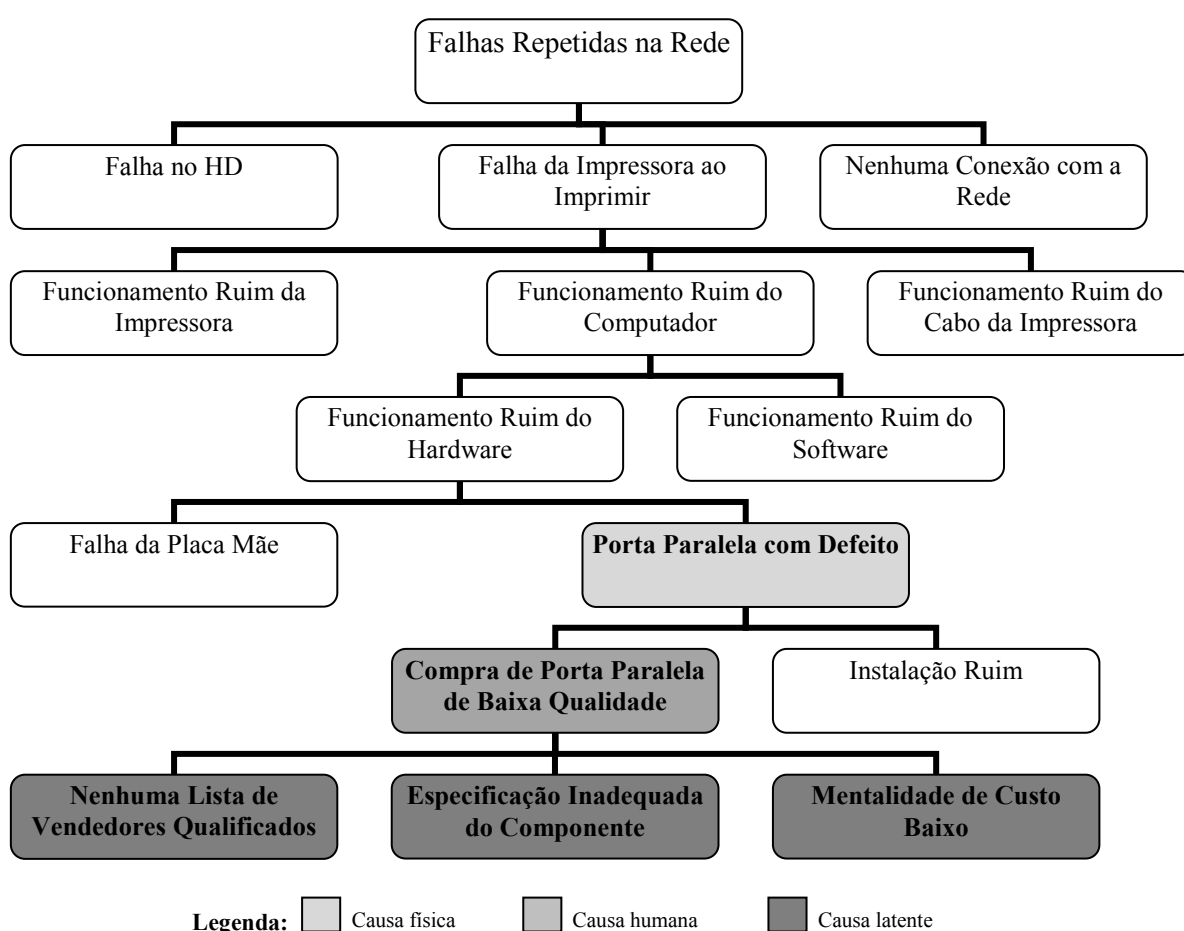 Falhas Repetidas na Rede
Falha no HD
Falha da Impressora ao
Imprimir
Nenhuma Conexão com a
Rede
Funcionamento Ruim da
Impressora
Funcionamento Ruim do
Computador
Funcionamento Ruim do
Cabo da Impressora
Funcionamento Ruim do
Hardware
Funcionamento Ruim do
Software
Falha da Placa Mãe
Porta Paralela com Defeito
Compra de Porta Paralela
de Baixa Qualidade
Instalação Ruim
Nenhuma Lista de
Vendedores Qualificados
Especificação Inadequada
do Componente
Mentalidade de Custo
Baixo
Legenda: Causa física Causa humana Causa latente